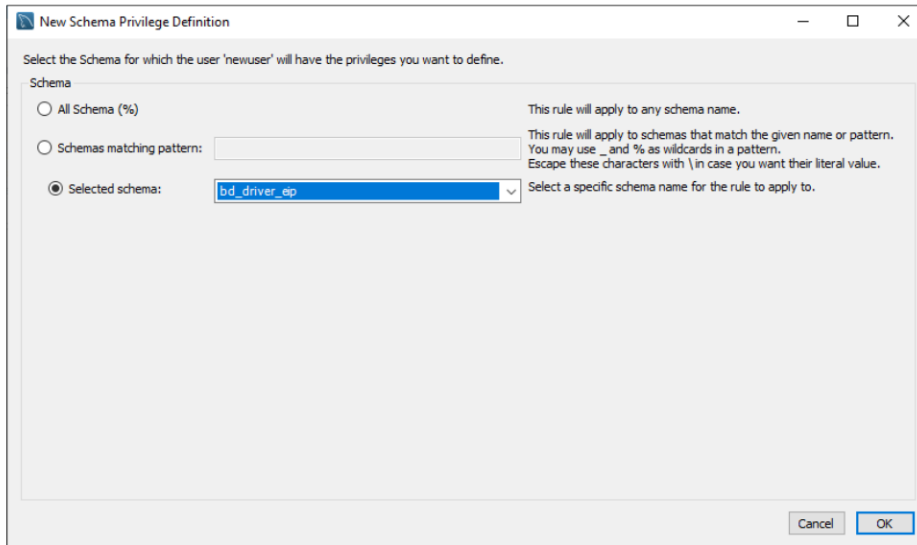 New Schema Privilege Definition
Select the Schema for which the user 'newuser' will have the privileges you want to define.
Schema
All Schema (%)
This rule will apply to any schema name.
Schemas matching pattern:
This rule will apply to schemas that match the given name or pattern.
You may use _ and % as wildcards in a pattern.
Escape these characters with \ in case you want their literal value.
Selected schema:
bd_driver_eip
Select a specific schema name for the rule to apply to.
Cancel
OK